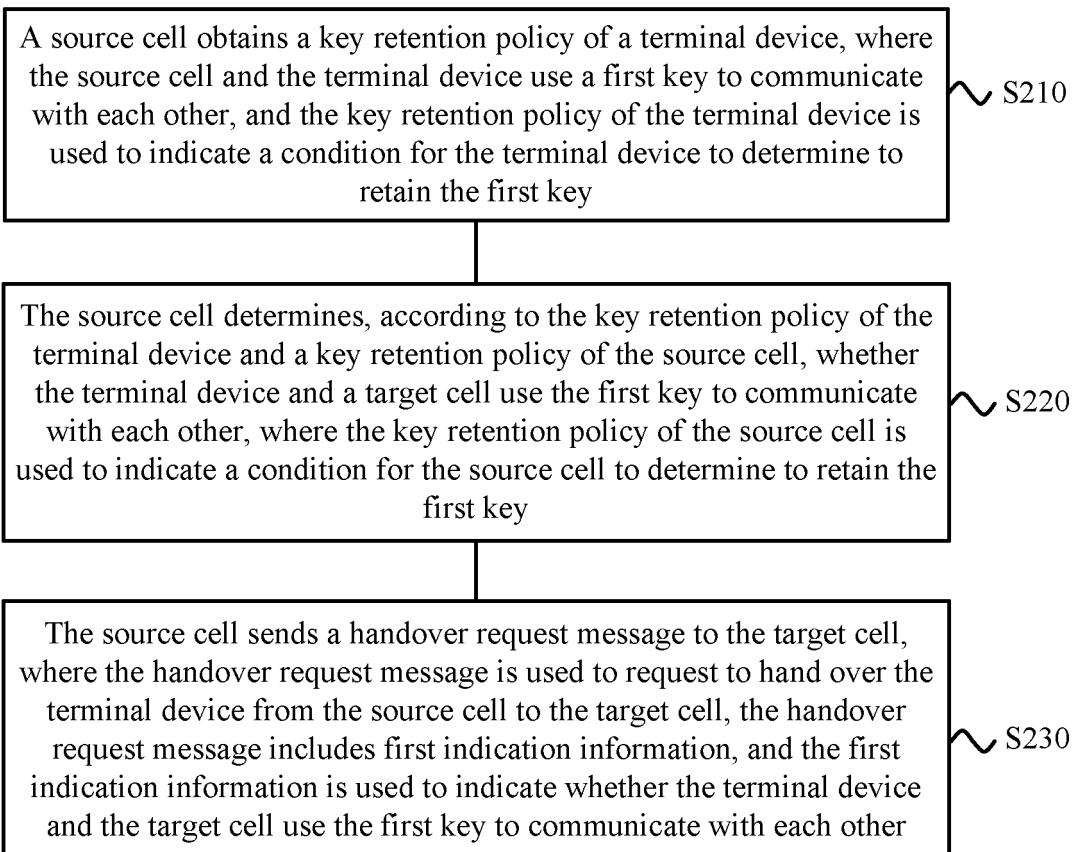 A source cell obtains a key retention policy of a terminal device, where
the source cell and the terminal device use a first key to communicate
with each other, and the key retention policy of the terminal device is
used to indicate a condition for the terminal device to determine to
retain the first key
S210
The source cell determines, according to the key retention policy of the
terminal device and a key retention policy of the source cell, whether
the terminal device and a target cell use the first key to communicate
with each other, where the key retention policy of the source cell is
used to indicate a condition for the source cell to determine to retain the
first key
S220
The source cell sends a handover request message to the target cell,
where the handover request message is used to request to hand over the
terminal device from the source cell to the target cell, the handover
request message includes first indication information, and the first
indication information is used to indicate whether the terminal device
and the target cell use the first key to communicate with each other
S230